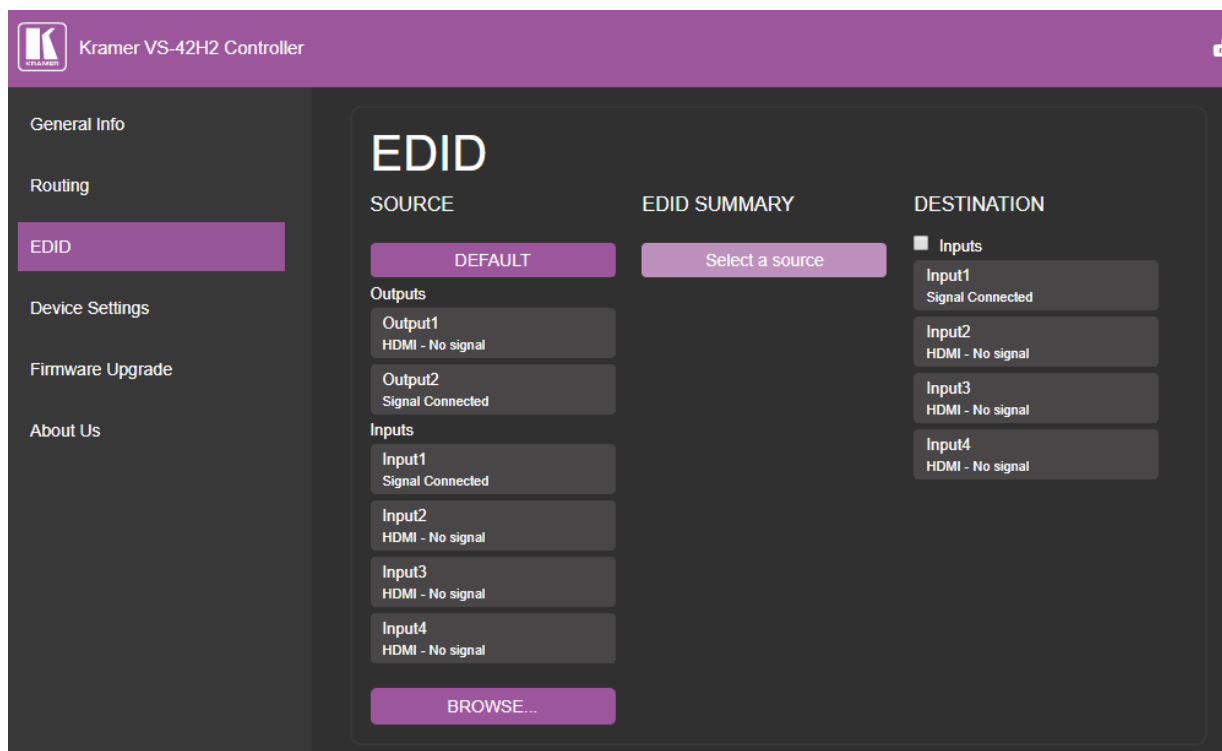 KRAMER
Kramer VS-42H2 Controller
General Info
Routing
EDID
Device Settings
Firmware Upgrade
About Us
EDID
SOURCE
DEFAULT
Outputs
Output1
HDMI - No signal
Output2
Signal Connected
Inputs
Input1
Signal Connected
Input2
HDMI - No signal
Input3
HDMI - No signal
Input4
HDMI - No signal
BROWSE...
EDID SUMMARY
Select a source
DESTINATION
Inputs
Input1
Signal Connected
Input2
HDMI - No signal
Input3
HDMI - No signal
Input4
HDMI - No signal